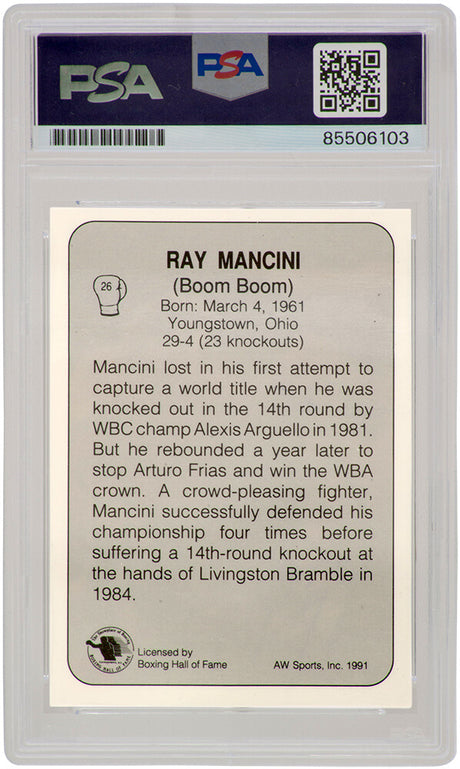 PSA
PSA
85506103
RAY MANCINI
26
(Boom Boom)
Born: March 4, 1961
Youngstown, Ohio
29-4 (23 knockouts)
Mancini lost in his first attempt to
capture a world title when he was
knocked out in the 14th round by
WBC champ Alexis Arguello in 1981.
But he rebounded a year later to
stop Arturo Frias and win the WBA
crown. A crowd-pleasing fighter,
Mancini successfully defended his
championship four times before
suffering a 14th-round knockout at
the hands of Livingston Bramble in
1984.
Licensed by
Boxing Hall of Fame
AW Sports, Inc. 1991